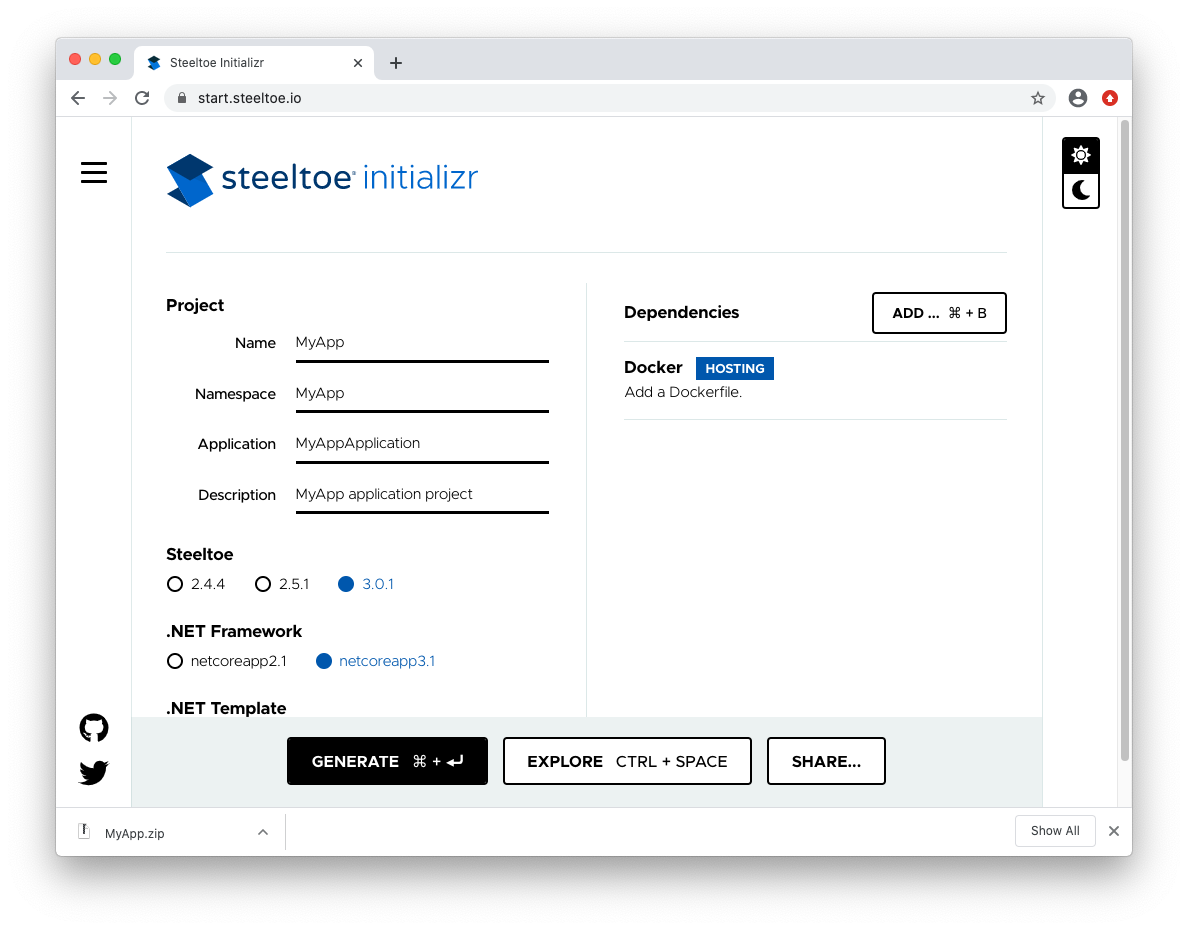 Steeltoe Initializr
start.steeltoe.io
steeltoe® initializr
Project
Name MyApp
Namespace MyApp
Application MyAppApplication
Description MyApp application project
Steeltoe
2.4.4 2.5.1 3.0.1
.NET Framework
netcoreapp2.1 netcoreapp3.1
.NET Template
Dependencies ADD ... ⌘ + B
Docker HOSTING
Add a Dockerfile.
GENERATE ⌘ + ⏎ EXPLORE CTRL + SPACE SHARE...
MyApp.zip Show All